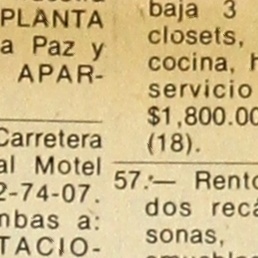 PLANTA
a Paz y
APAR-
Carretera
al Motel
2-74-07.
mbas a:
TACIO-
baja 3
closets,
cocina, h
servicio
$1,800.00
(18).
57.— Rento
dos recá
sonas,